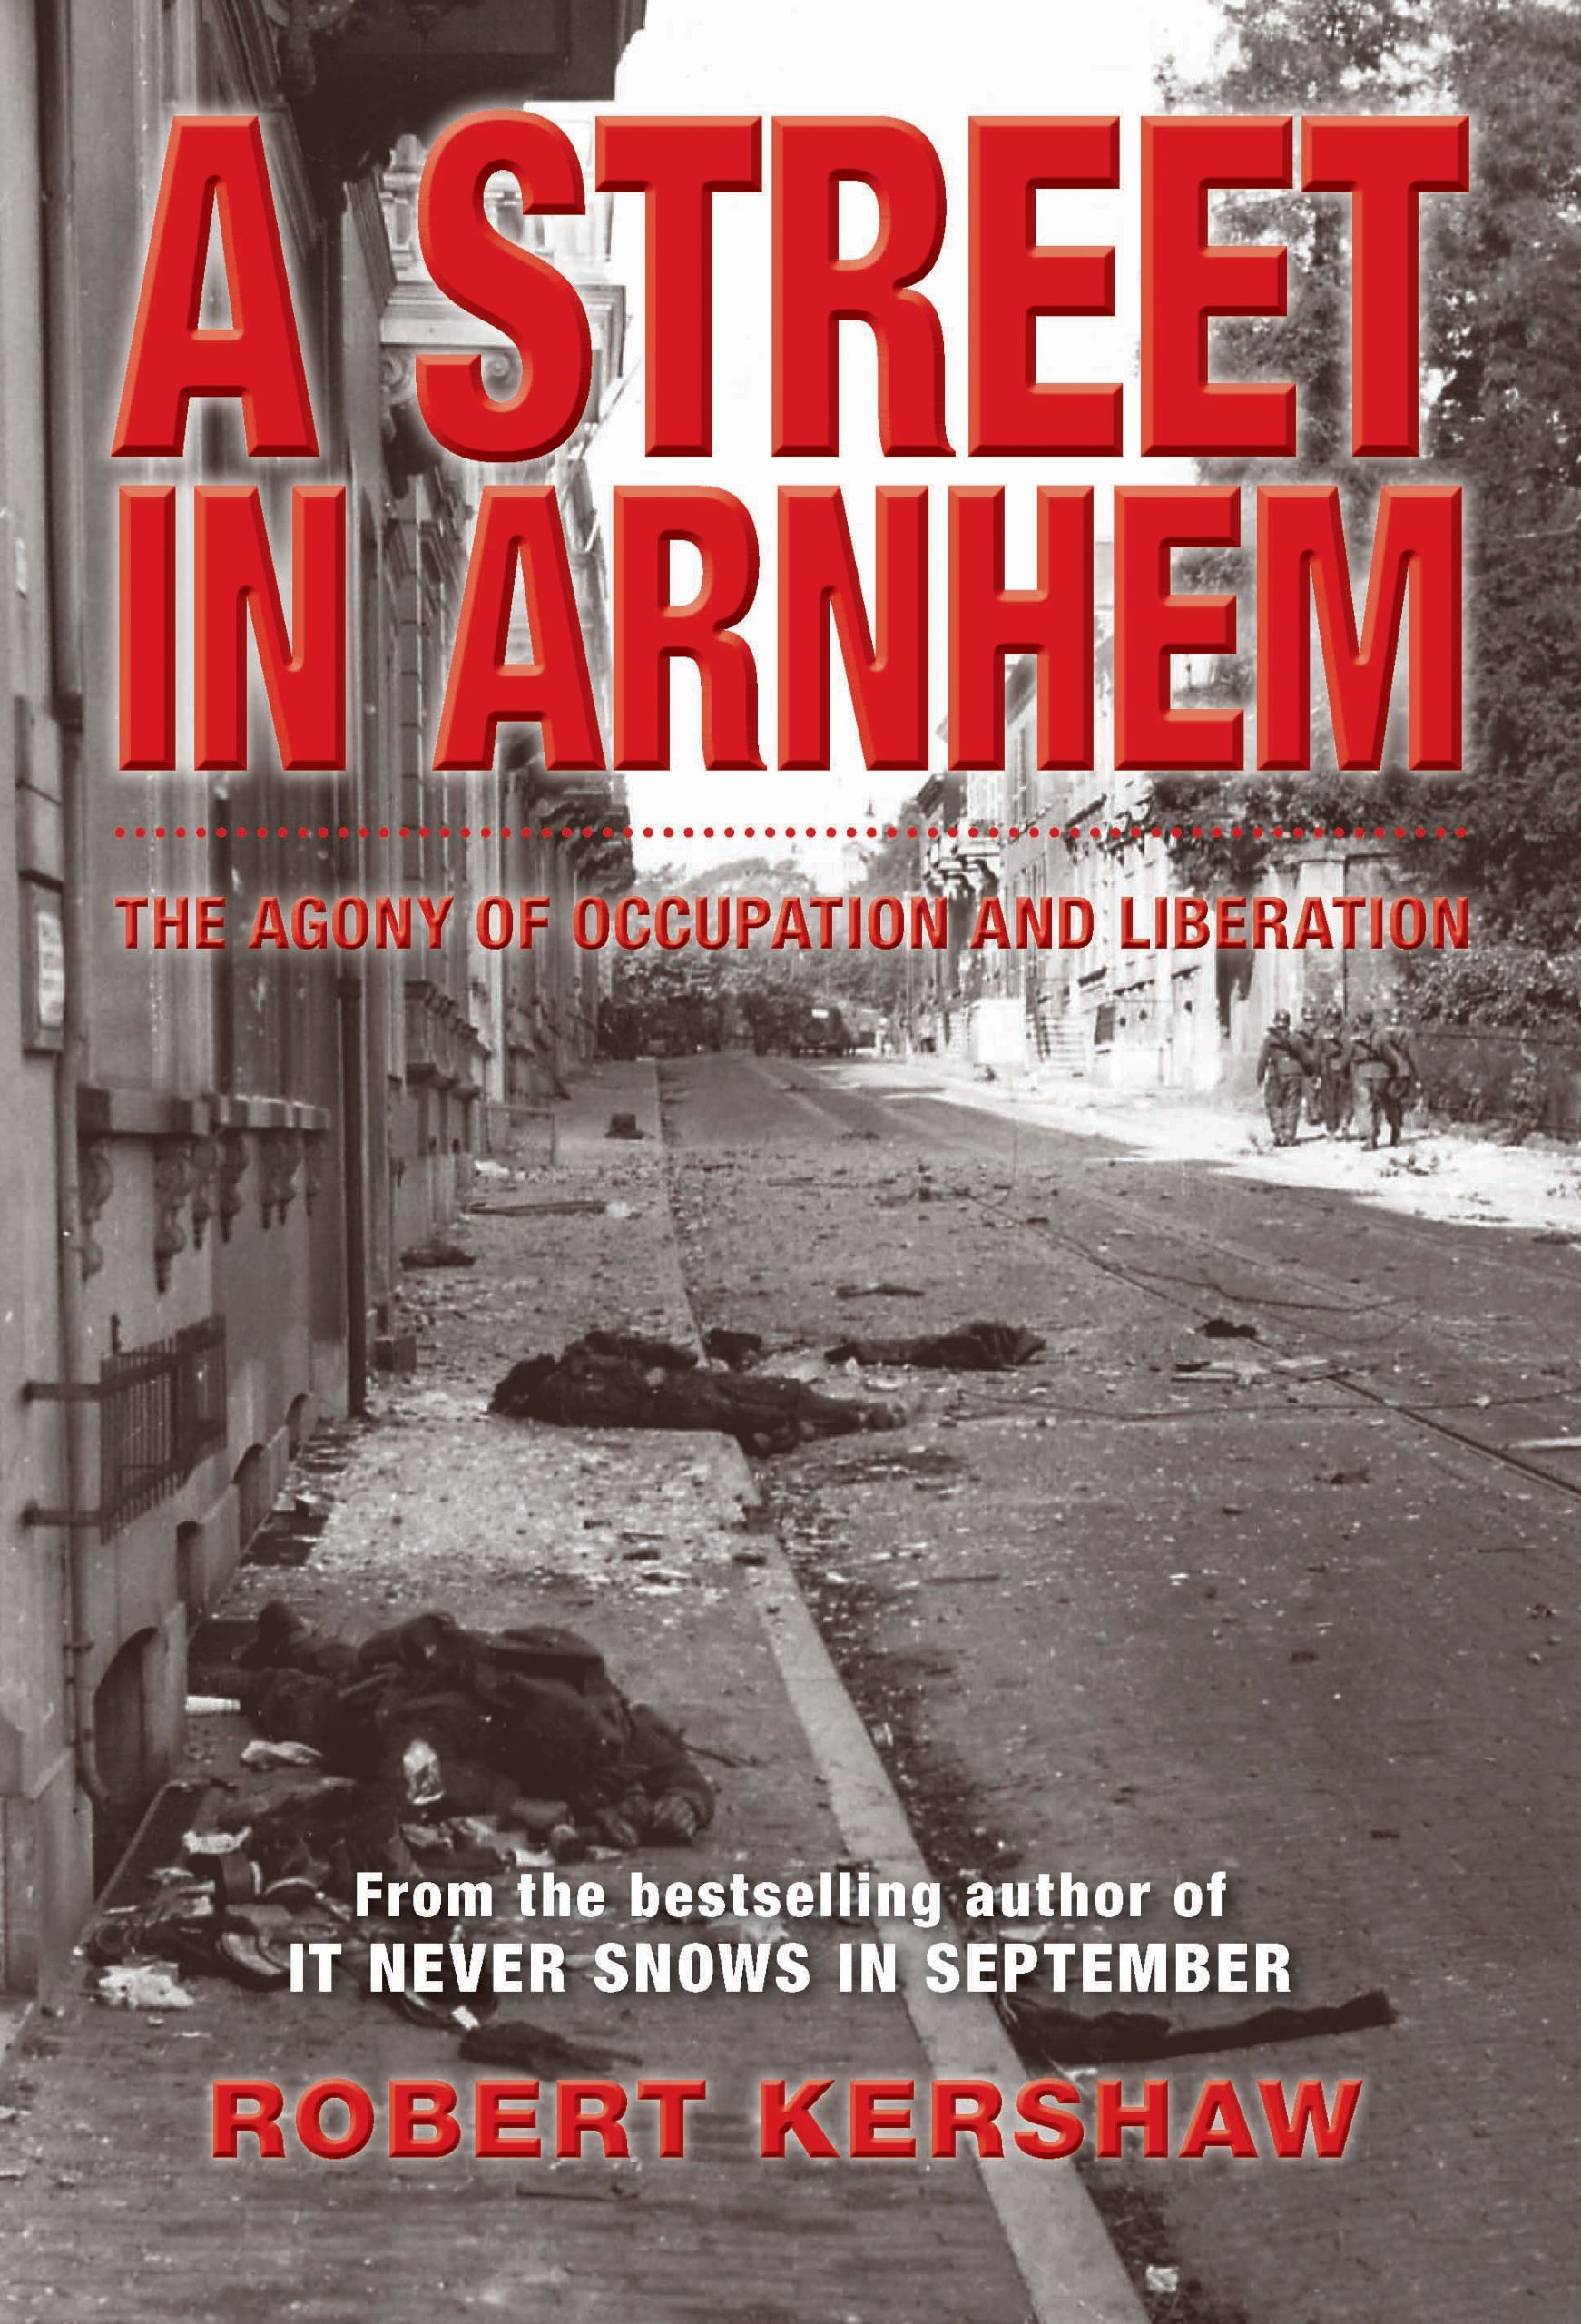 A STREET
IN ARNHEM
THE AGONY OF OCCUPATION AND LIBERATION
From the bestselling author of
IT NEVER SNOWS IN SEPTEMBER
ROBERT KERSHAW